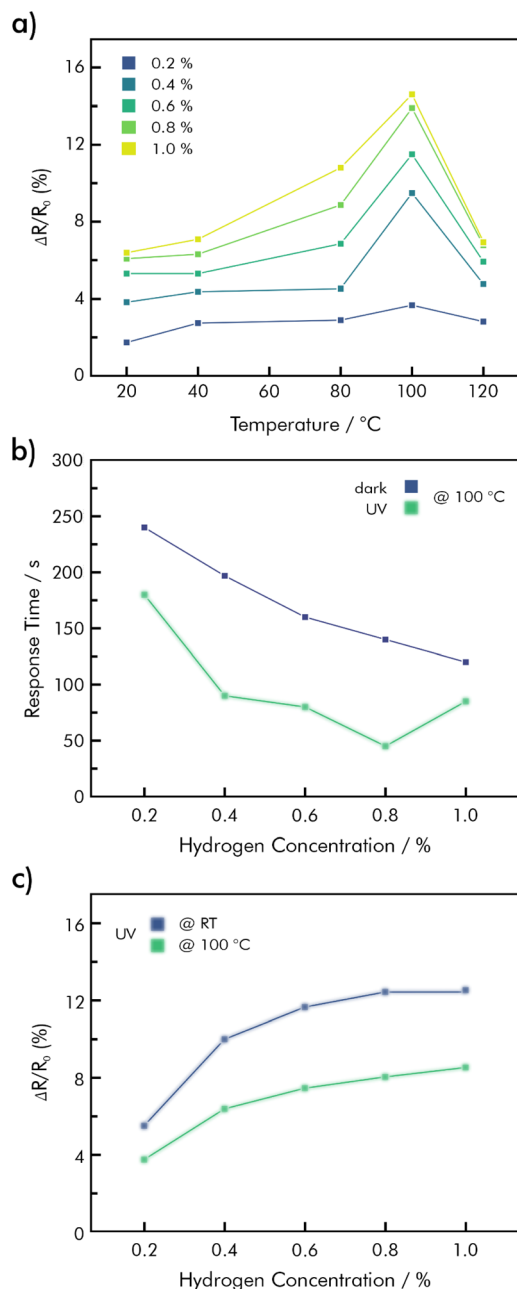 a)
16
12
8
4
0
ΔR/R₀ (%)
0.2 %
0.4 %
0.6 %
0.8 %
1.0 %
20 40 60 80 100 120
Temperature / °C
b)
300
250
200
150
100
50
0
Response Time / s
dark
UV
@ 100 °C
0.2 0.4 0.6 0.8 1.0
Hydrogen Concentration / %
c)
16
12
8
4
0
ΔR/R₀ (%)
UV
@ RT
@ 100 °C
0.2 0.4 0.6 0.8 1.0
Hydrogen Concentration / %